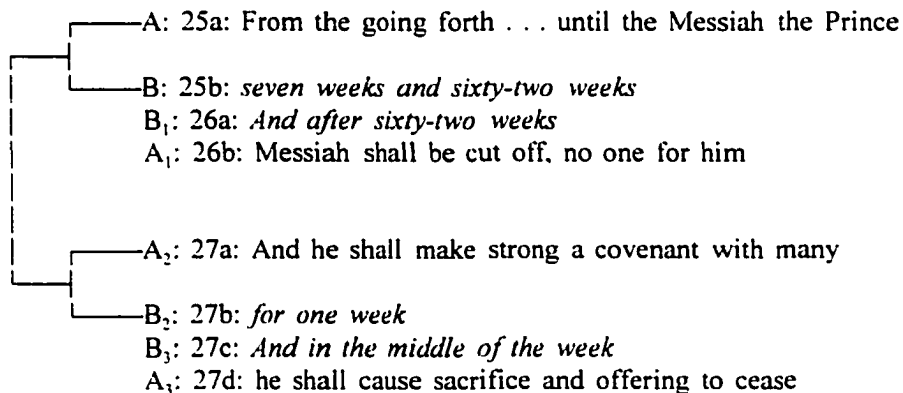 A: 25a: From the going forth . . . until the Messiah the Prince
B: 25b: seven weeks and sixty-two weeks
B₁: 26a: And after sixty-two weeks
A₁: 26b: Messiah shall be cut off, no one for him
A₂: 27a: And he shall make strong a covenant with many
B₂: 27b: for one week
B₃: 27c: And in the middle of the week
A₃: 27d: he shall cause sacrifice and offering to cease